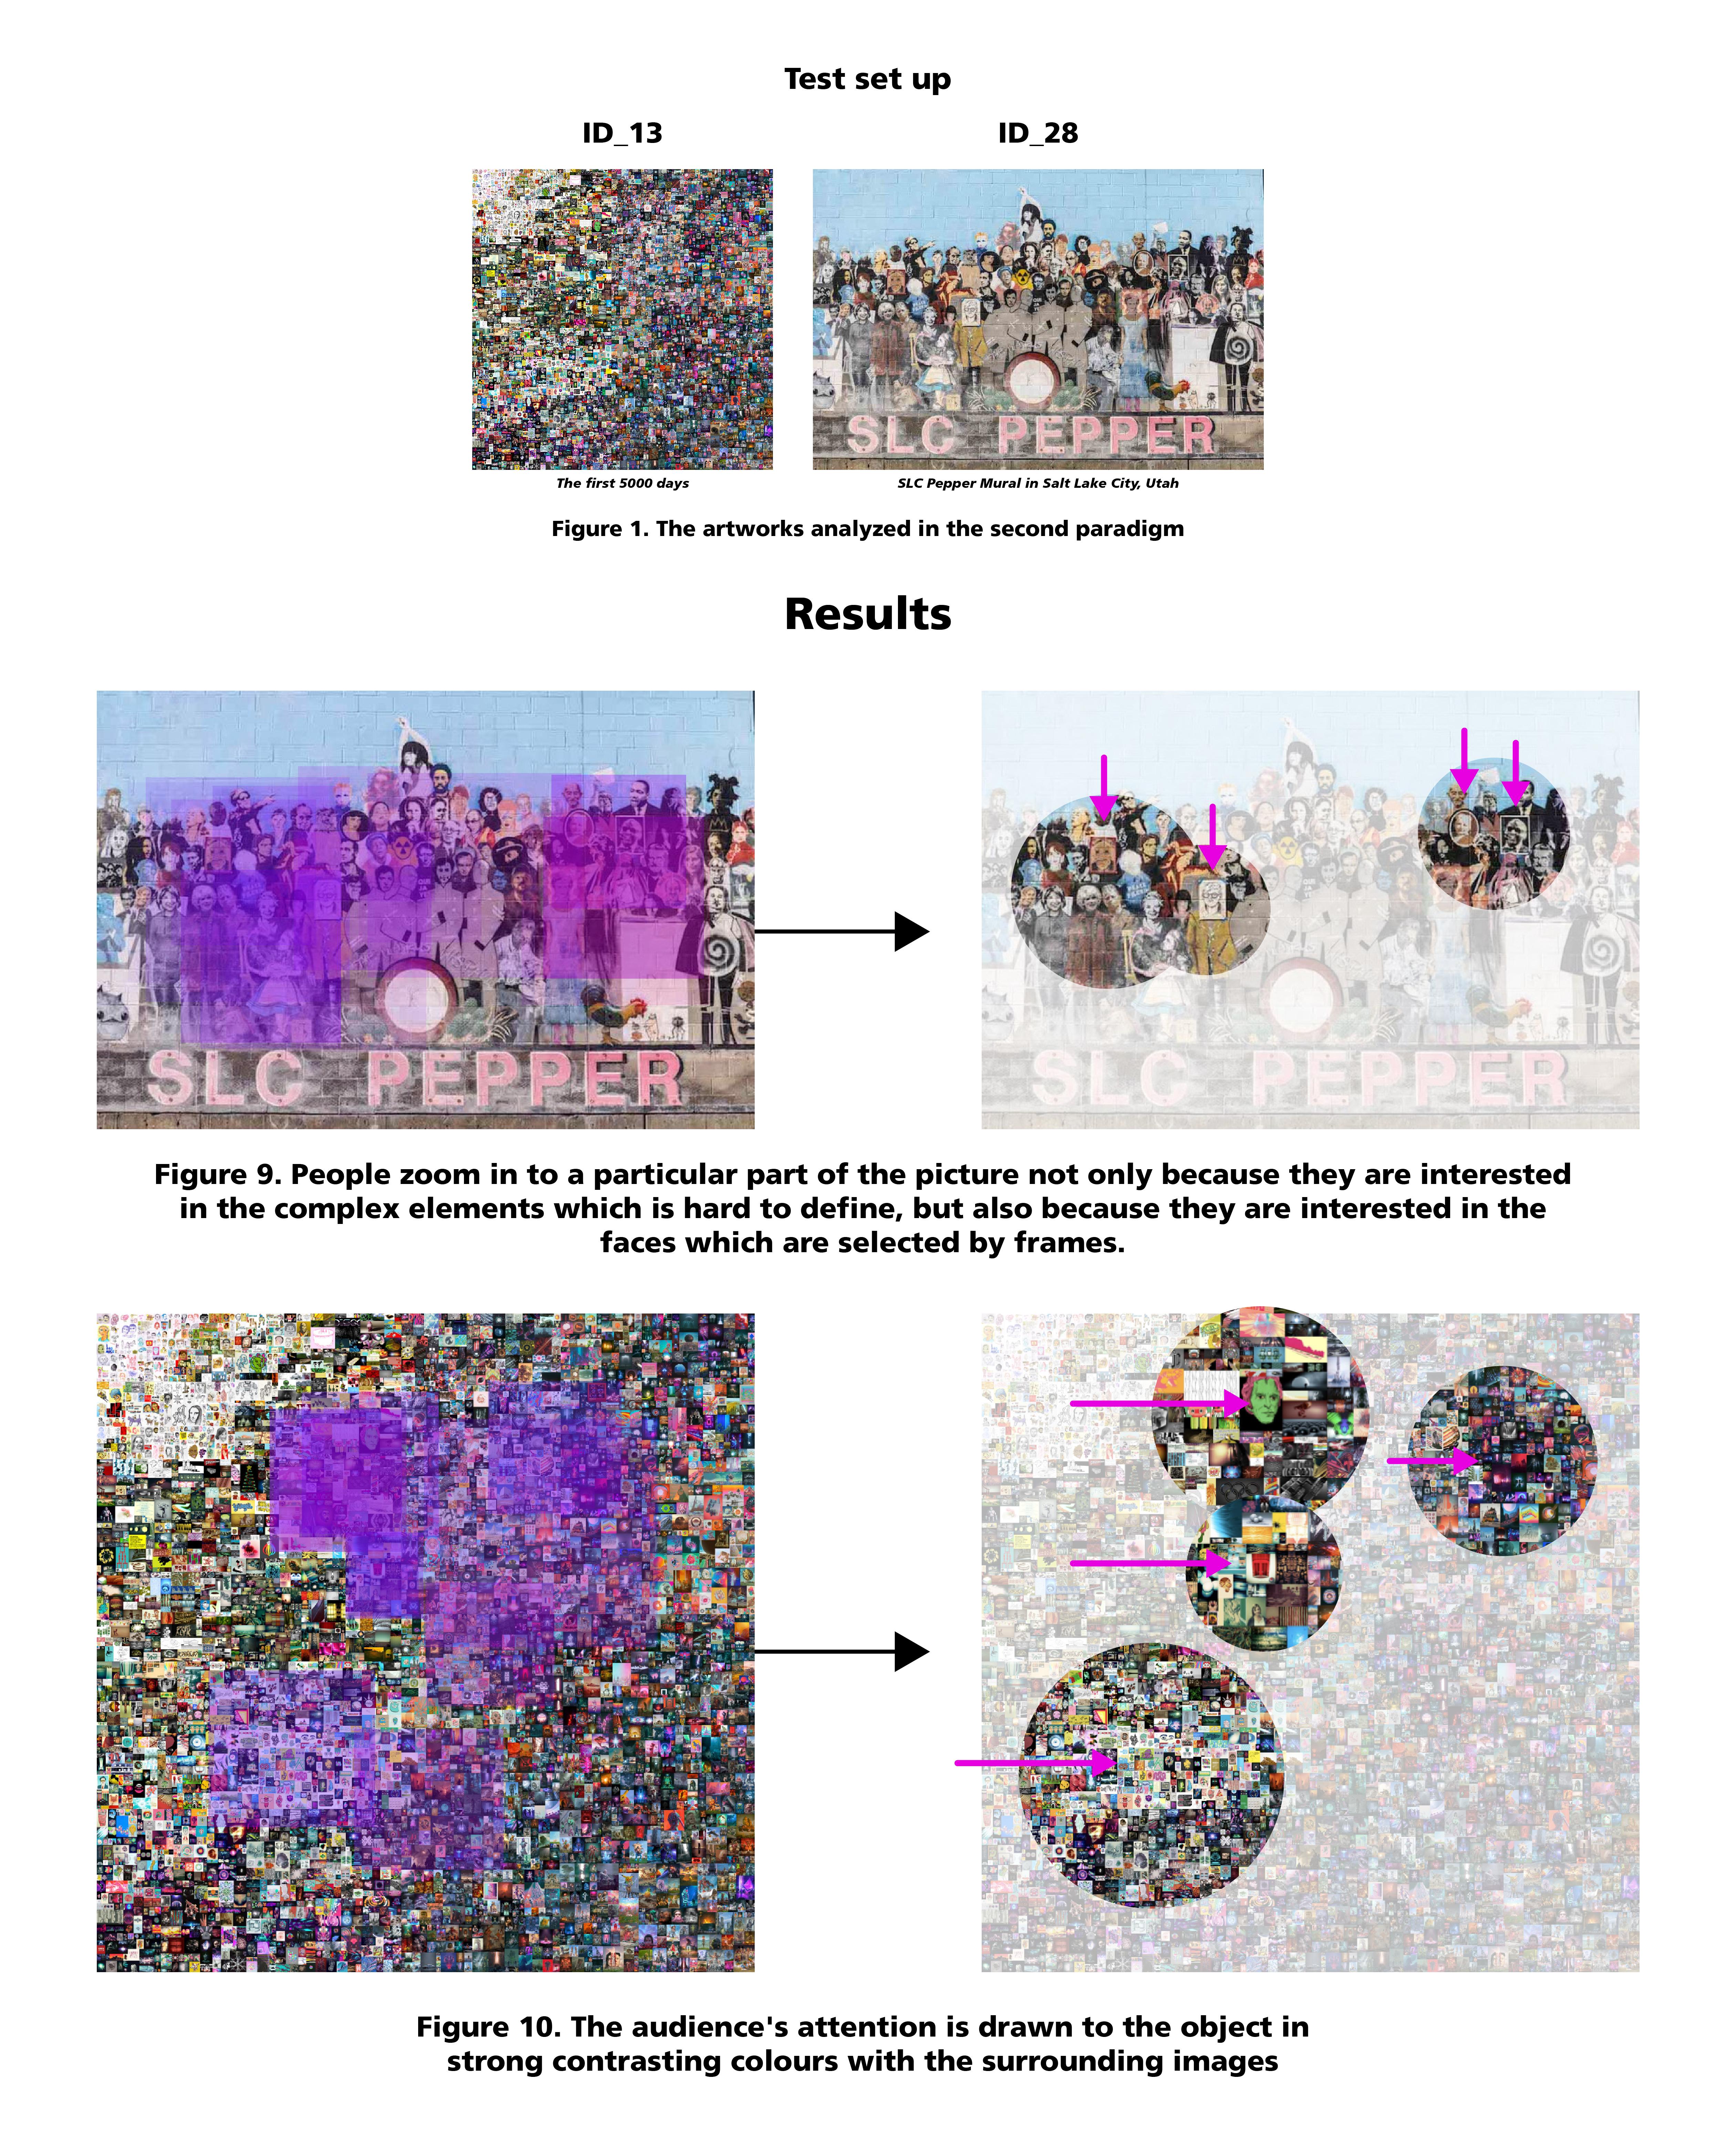 Test set up
ID_13
ID_28
SLC PEPPER
The first 5000 days
SLC Pepper Mural in Salt Lake City, Utah
Figure 1. The artworks analyzed in the second paradigm
Results
SLC PEPPER
SLC PEPPER
Figure 9. People zoom in to a particular part of the picture not only because they are interested
in the complex elements which is hard to define, but also because they are interested in the
faces which are selected by frames.
Figure 10. The audience's attention is drawn to the object in
strong contrasting colours with the surrounding images